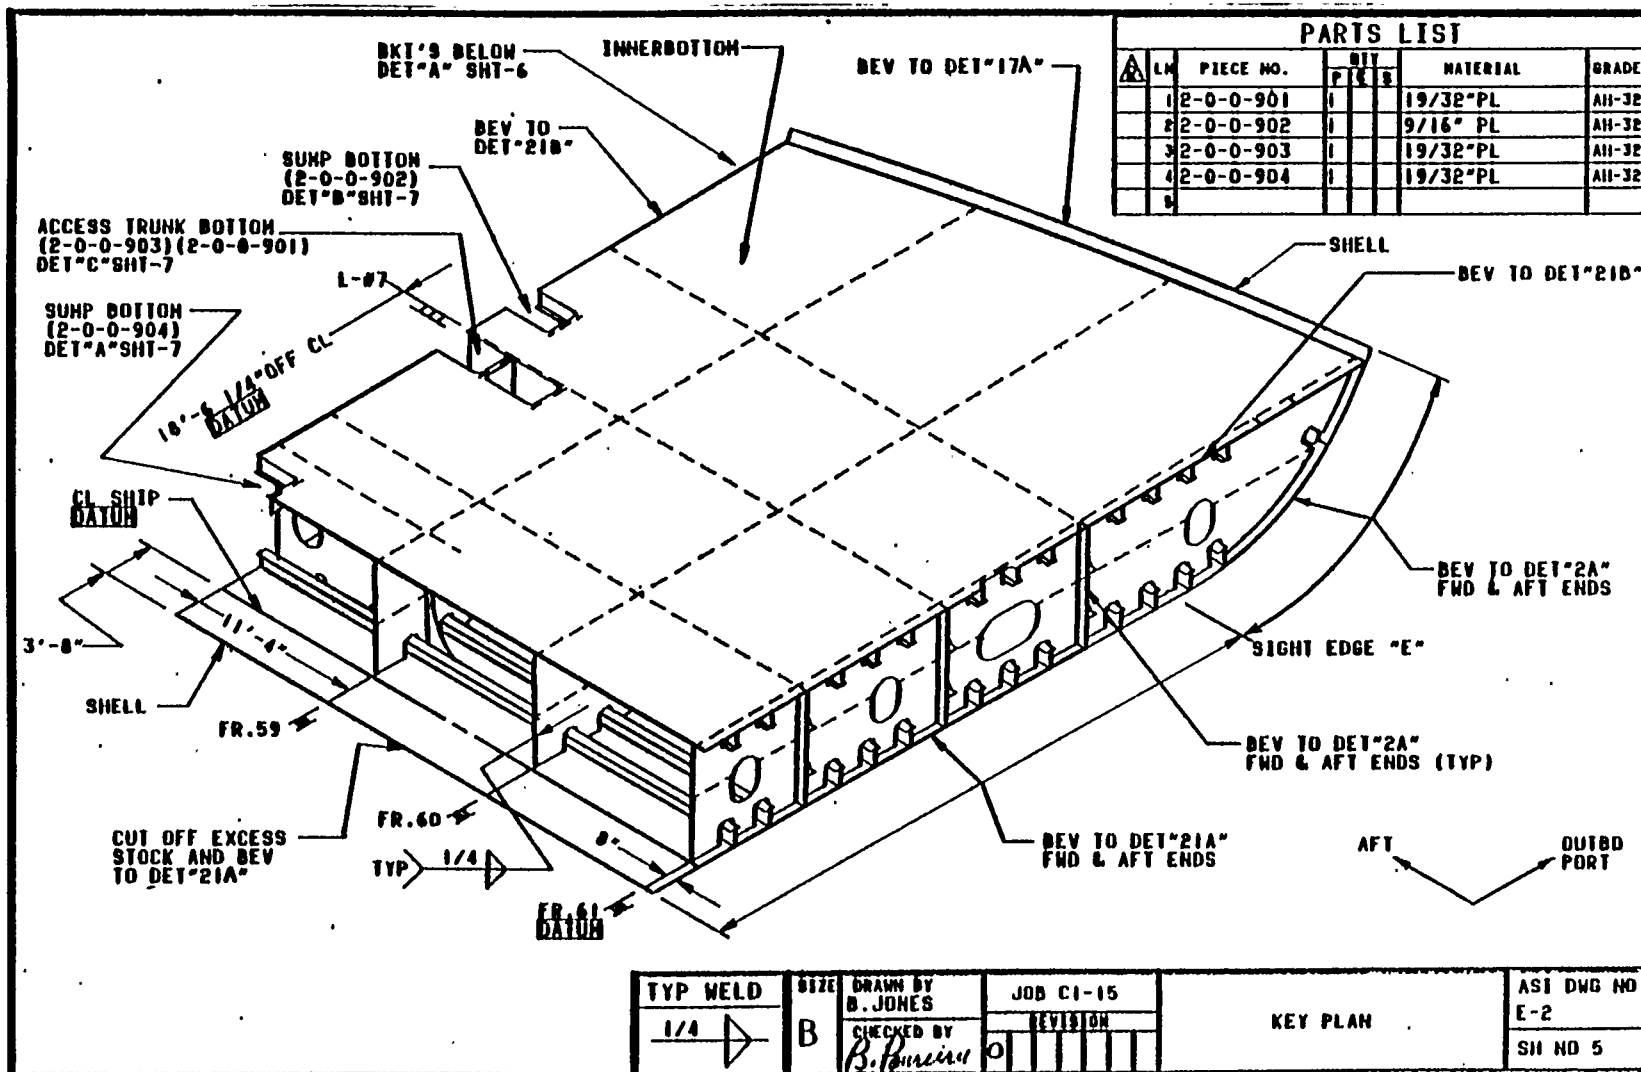 BKT'S BELOW
DET"A" SHT-6
INNERBOTTOM
BEV TO DET"17A"
BEV TO
DET"21B"
SUMP BOTTOM
(2-0-0-902)
DET"B"SHT-7
ACCESS TRUNK BOTTOM
(2-0-0-903)(2-0-0-901)
DET"C"SHT-7
L-#7
SUMP BOTTOM
(2-0-0-904)
DET"A"SHT-7
18'-6 1/4"OFF CL
DATUM
CL SHIP
DATUM
3'-8"
11'-4"
SHELL
FR.59
CUT OFF EXCESS
STOCK AND BEV
TO DET"21A"
FR.60
TYP 1/4
8"
FR.61
DATUM
PARTS LIST
LN PIECE NO. QTY MATERIAL GRADE
P C S
1 2-0-0-901 1 19/32"PL AH-32
2 2-0-0-902 1 9/16" PL AH-32
3 2-0-0-903 1 19/32"PL AH-32
4 2-0-0-904 1 19/32"PL AH-32
5
SHELL
BEV TO DET"21B"
BEV TO DET"2A"
FWD & AFT ENDS
SIGHT EDGE "E"
BEV TO DET"2A"
FWD & AFT ENDS (TYP)
BEV TO DET"21A"
FWD & AFT ENDS
AFT
OUTBD
PORT
TYP WELD
1/4
SIZE
B
DRAWN BY
B.JONES
CHECKED BY
JOB C1-15
REVISION
0
KEY PLAN
ASI DWG NO
E-2
SH NO 5